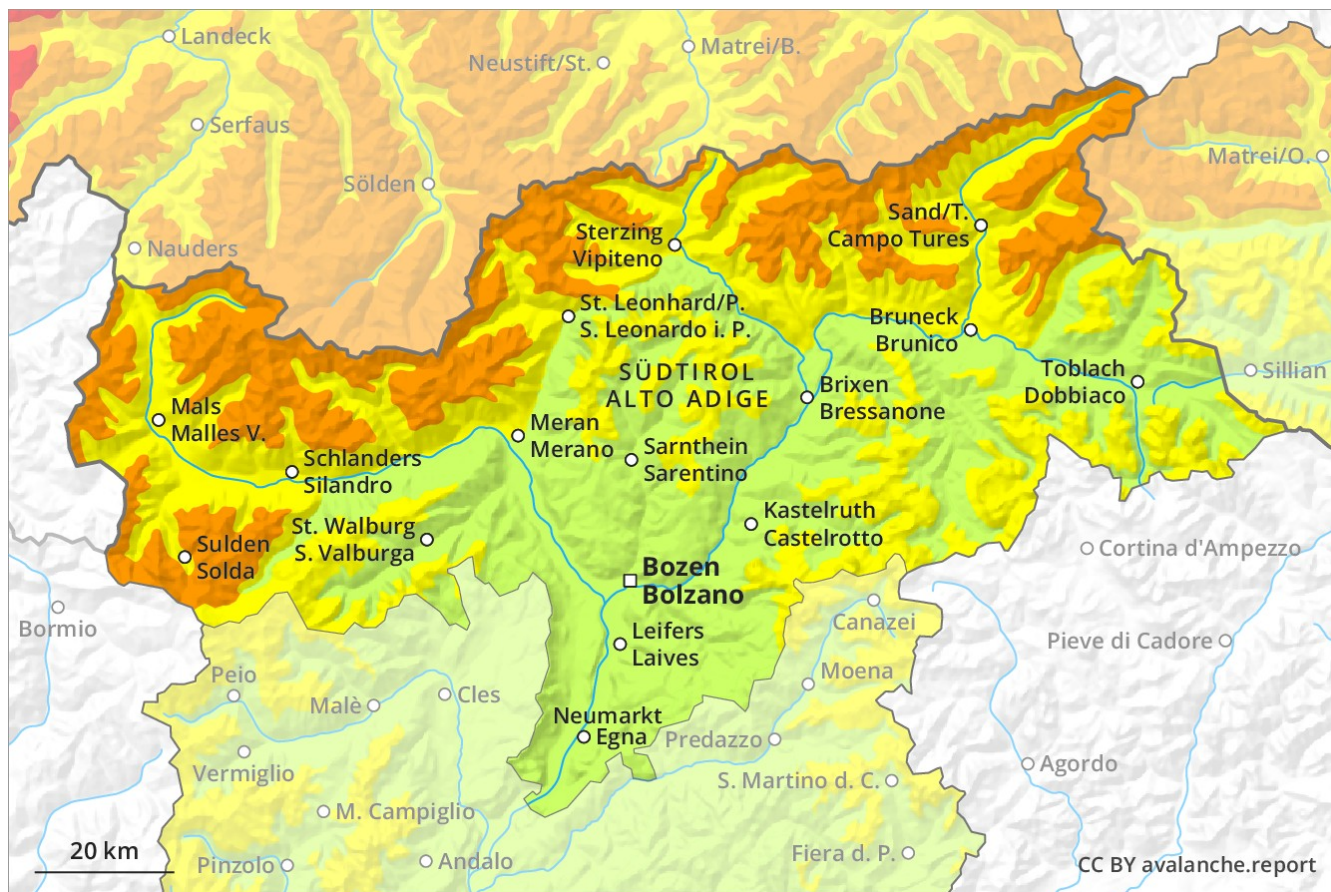 Landeck
Matrei/B.
Neustift/St.
Serfaus
Matrei/O.
Sölden
Sand/T.
Campo Tures
Sterzing
Vipiteno
Nauders
St. Leonhard/P.
S. Leonardo i. P.
Bruneck
Brunico
SÜDTIROL
ALTO ADIGE
Toblach
Dobbiaco
Sillian
Brixen
Bressanone
Mals
Malles V.
Meran
Merano
Sarnthein
Sarentino
Schlanders
Silandro
Kastelruth
Castelrotto
St. Walburg
S. Valburga
Sulden
Solda
Cortina d'Ampezzo
Bozen
Bolzano
Bormio
Canazei
Leifers
Laives
Pieve di Cadore
Peio
Moena
Malè
Cles
Neumarkt
Egna
Predazzo
Vermiglio
Agordo
S. Martino d. C.
M. Campiglio
20 km
Pinzolo
Andalo
Fiera d. P.
CC BY avalanche.report